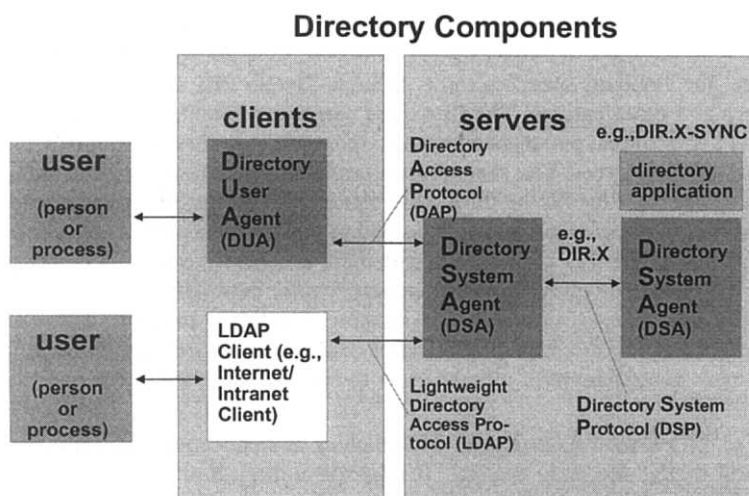 Directory Components
clients
servers
e.g.,DIR.X-SYNC
user
(person
or
process)
Directory
User
Agent
(DUA)
Directory
Access
Protocol
(DAP)
directory
application
Directory
System
Agent
(DSA)
e.g.,
DIR.X
Directory
System
Agent
(DSA)
user
(person
or
process)
LDAP
Client (e.g.,
Internet/
Intranet
Client)
Lightweight
Directory
Access Pro-
tocol (LDAP)
Directory System
Protocol (DSP)